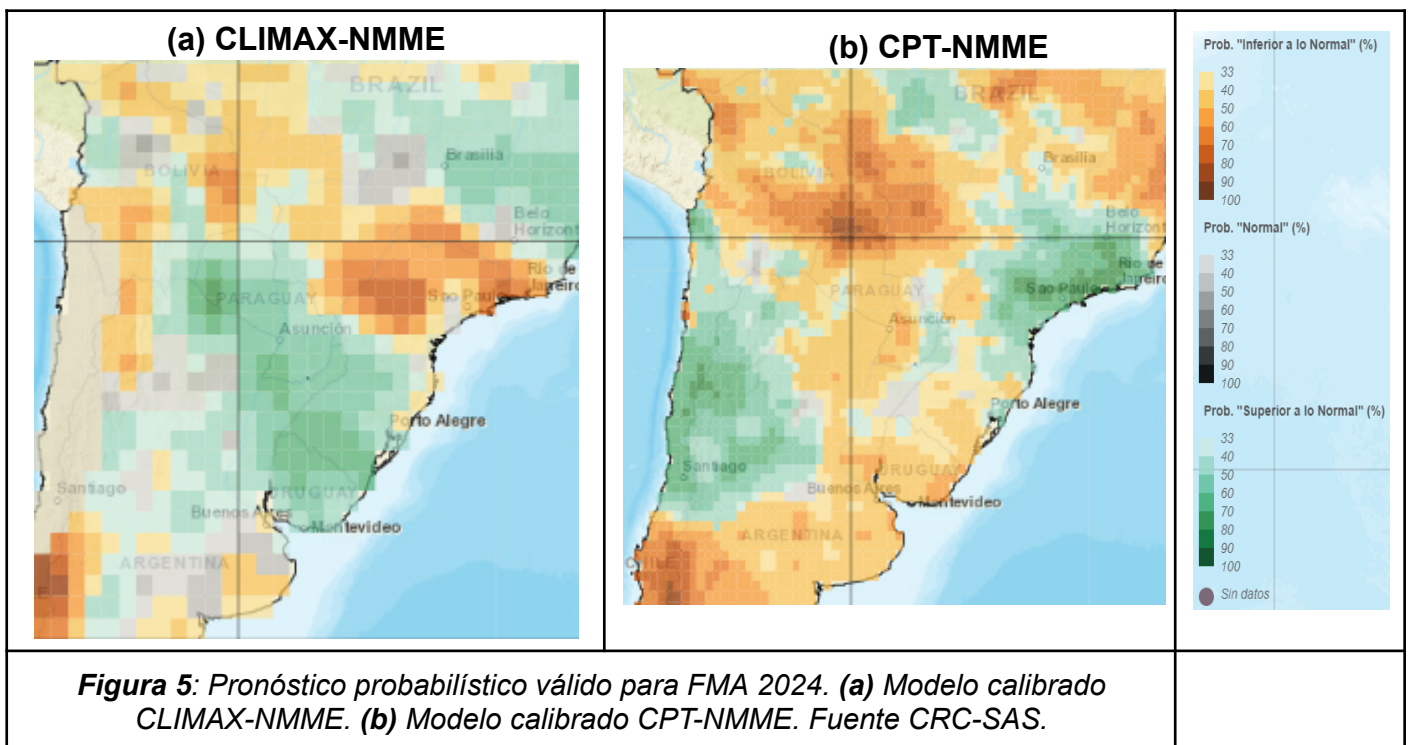 (a) CLIMAX-NMME
BRAZIL
BOLIVIA
Brasilia
Belo
Horizont
Rio de
Janeiro
Sao Paulo
PARAGUAY
Asunción
Porto Alegre
Santiago
URUGUAY
Buenos Aires
Montevideo
ARGENTINA
(b) CPT-NMME
BRAZIL
BOLIVIA
Brasilia
Belo
Horizont
Rio de
Janeiro
Sao Paulo
PARAGUAY
Asunción
Porto Alegre
Santiago
URUGUAY
Buenos Aires
Montevideo
ARGENTINA
CHILE
Prob. "Inferior a lo Normal" (%)
33
40
50
60
70
80
90
100
Prob. "Normal" (%)
33
40
50
60
70
80
90
100
Prob. "Superior a lo Normal" (%)
33
40
50
60
70
80
90
100
Sin datos
Figura 5: Pronóstico probabilístico válido para FMA 2024. (a) Modelo calibrado
CLIMAX-NMME. (b) Modelo calibrado CPT-NMME. Fuente CRC-SAS.